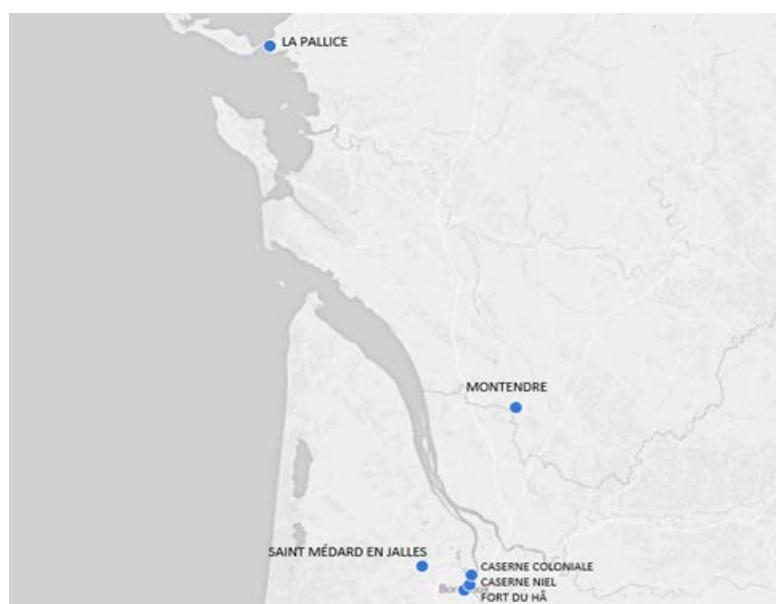 LA PALLICE
MONTENDRE
SAINT MÉDARD EN JALLES
CASERNE COLONIALE
CASERNE NIEL
FORT DU HÂ